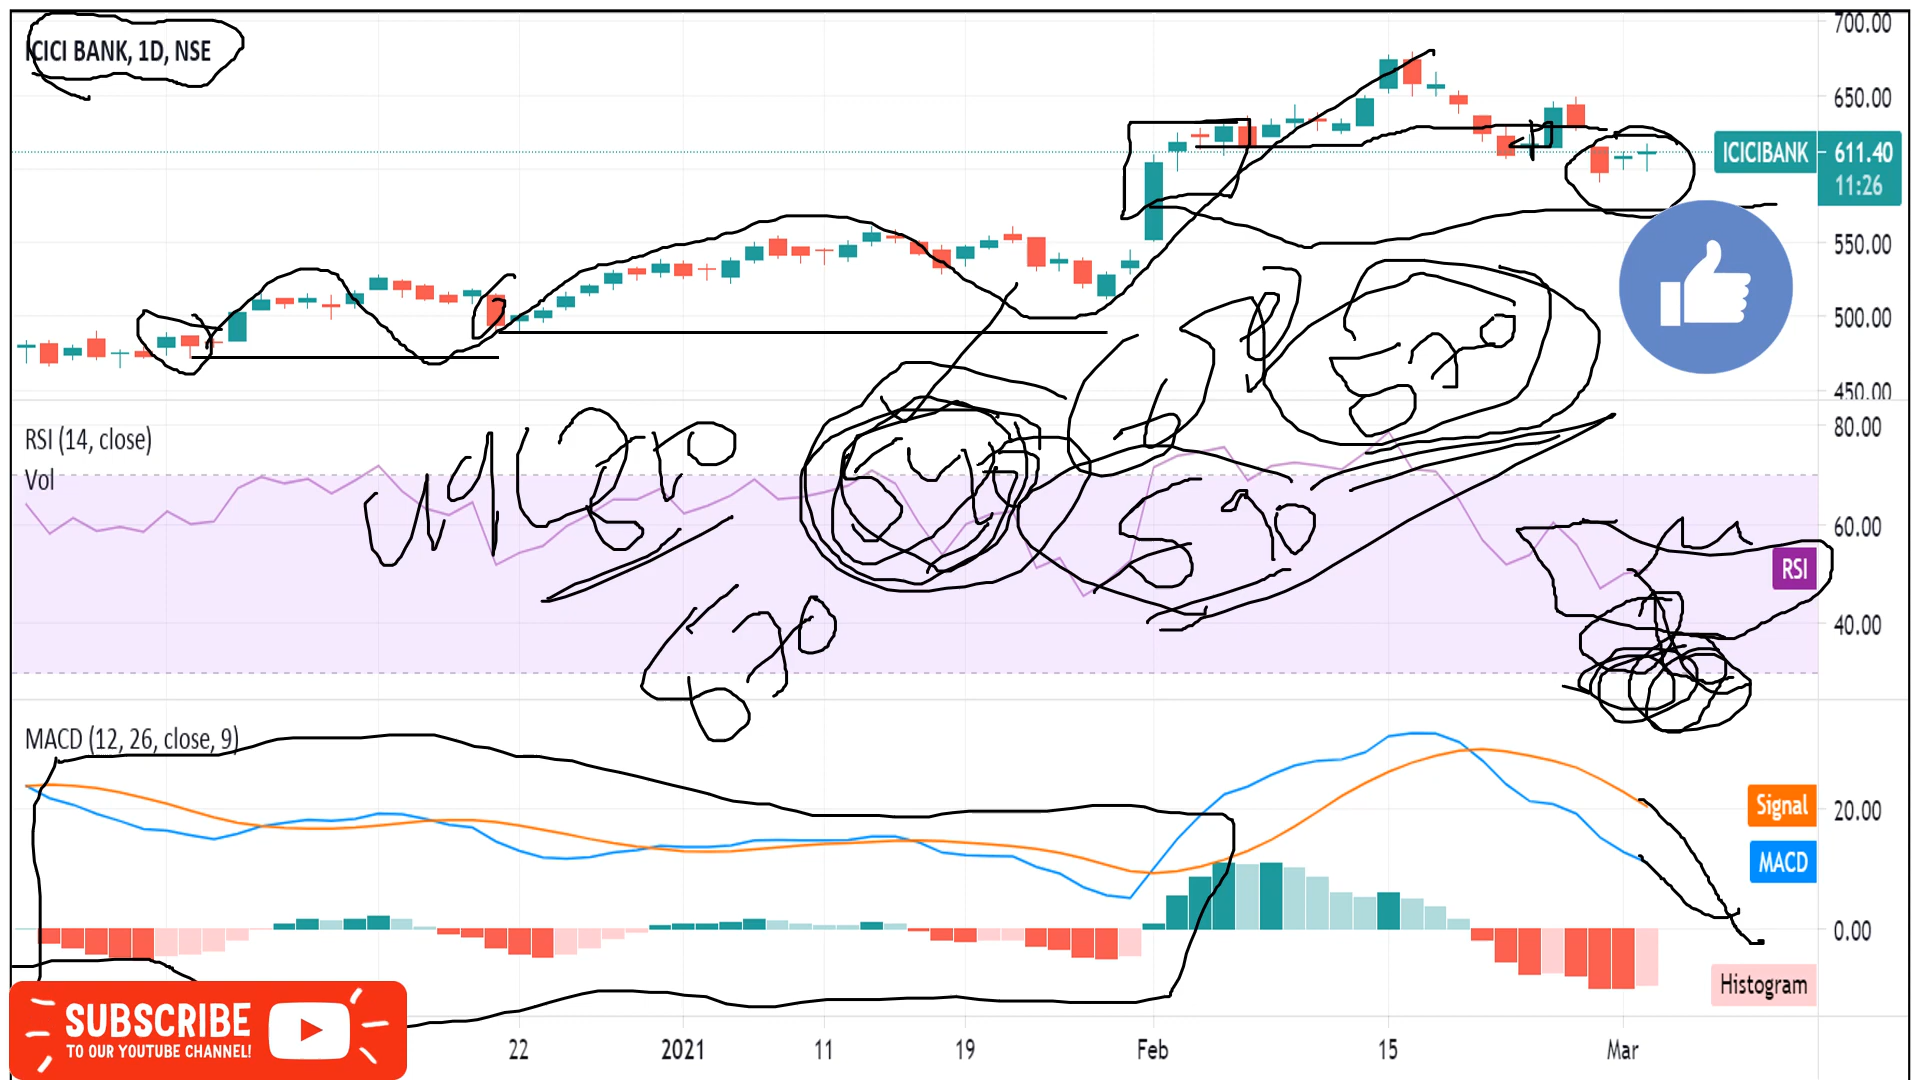 ICICI BANK, 1D, NSE
700.00
650.00
ICICIBANK
611.40
11:26
550.00
500.00
450.00
RSI (14, close)
Vol
80.00
60.00
RSI
40.00
MACD (12, 26, close, 9)
Signal
20.00
MACD
0.00
Histogram
SUBSCRIBE
TO OUR YOUTUBE CHANNEL!
22
2021
11
19
Feb
15
Mar